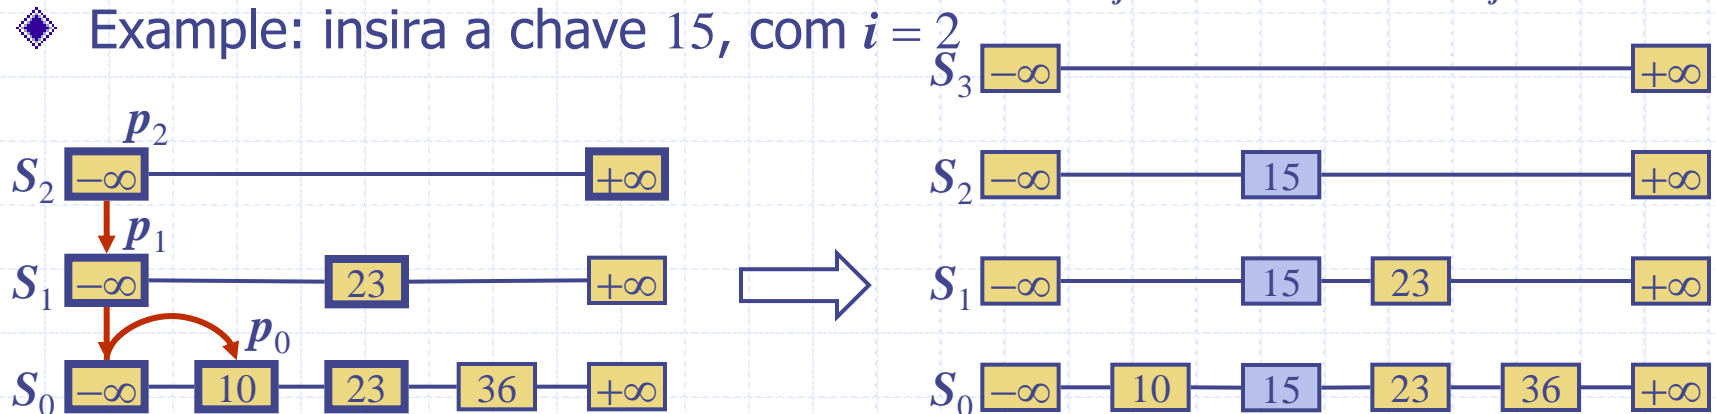 Example: insira a chave 15, com i = 2
p₂
S₂ −∞ +∞
p₁
S₁ −∞ 23 +∞
p₀
S₀ −∞ 10 23 36 +∞
S₃ −∞ +∞
S₂ −∞ 15 +∞
S₁ −∞ 15 23 +∞
S₀ −∞ 10 15 23 36 +∞